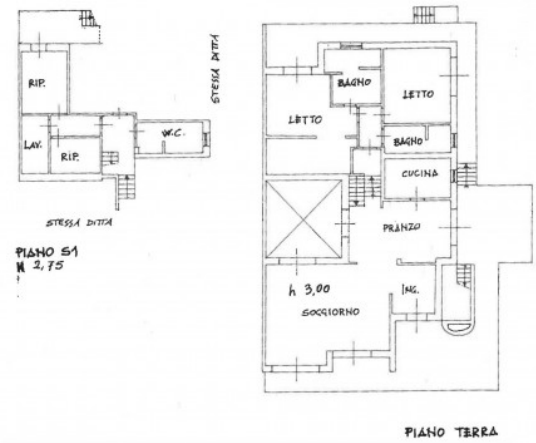 RIP.
LAV.
RIP.
W.C.
STESSA DITTA
STESSA DITTA
PIANO S1
H 2,75
BAGNO
LETTO
LETTO
BAGNO
CUCINA
PRANZO
h 3,00
SOGGIORNO
ING.
PIANO TERRA